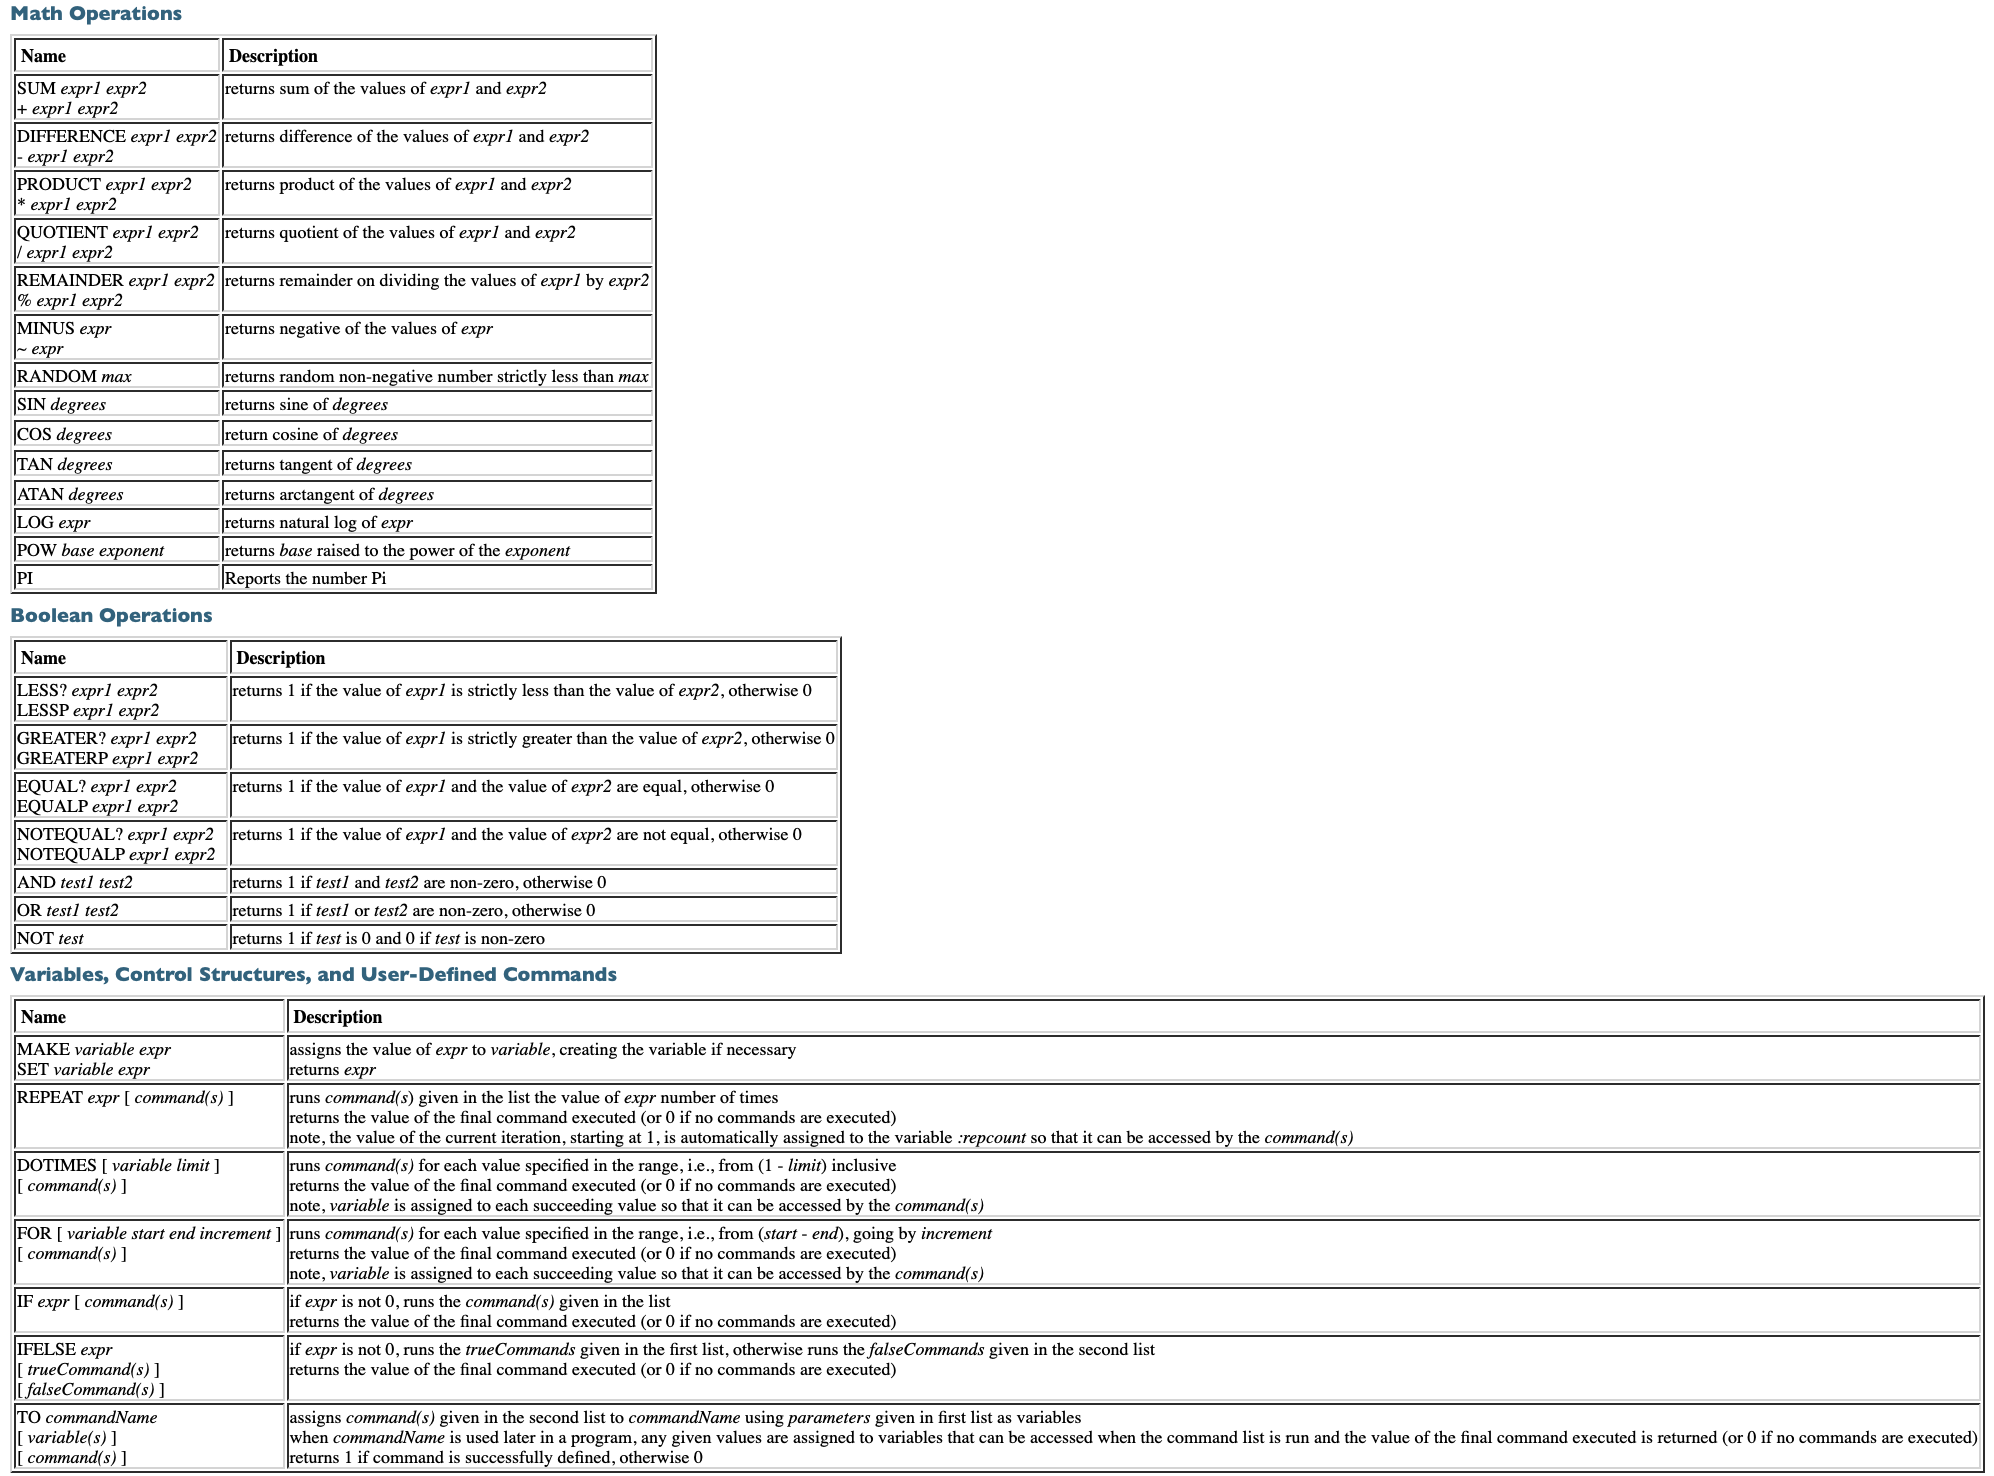 Math Operations
Name Description
SUM expr1 expr2 returns sum of the values of expr1 and expr2
+ expr1 expr2
DIFFERENCE expr1 expr2 returns difference of the values of expr1 and expr2
- expr1 expr2
PRODUCT expr1 expr2 returns product of the values of expr1 and expr2
* expr1 expr2
QUOTIENT expr1 expr2 returns quotient of the values of expr1 and expr2
/ expr1 expr2
REMAINDER expr1 expr2 returns remainder on dividing the values of expr1 by expr2
% expr1 expr2
MINUS expr returns negative of the values of expr
~ expr
RANDOM max returns random non-negative number strictly less than max
SIN degrees returns sine of degrees
COS degrees return cosine of degrees
TAN degrees returns tangent of degrees
ATAN degrees returns arctangent of degrees
LOG expr returns natural log of expr
POW base exponent returns base raised to the power of the exponent
PI Reports the number Pi
Boolean Operations
Name Description
LESS? expr1 expr2 returns 1 if the value of expr1 is strictly less than the value of expr2, otherwise 0
LESSP expr1 expr2
GREATER? expr1 expr2 returns 1 if the value of expr1 is strictly greater than the value of expr2, otherwise 0
GREATERP expr1 expr2
EQUAL? expr1 expr2 returns 1 if the value of expr1 and the value of expr2 are equal, otherwise 0
EQUALP expr1 expr2
NOTEQUAL? expr1 expr2 returns 1 if the value of expr1 and the value of expr2 are not equal, otherwise 0
NOTEQUALP expr1 expr2
AND test1 test2 returns 1 if test1 and test2 are non-zero, otherwise 0
OR test1 test2 returns 1 if test1 or test2 are non-zero, otherwise 0
NOT test returns 1 if test is 0 and 0 if test is non-zero
Variables, Control Structures, and User-Defined Commands
Name Description
MAKE variable expr assigns the value of expr to variable, creating the variable if necessary
SET variable expr returns expr
REPEAT expr [ command(s) ] runs command(s) given in the list the value of expr number of times
returns the value of the final command executed (or 0 if no commands are executed)
note, the value of the current iteration, starting at 1, is automatically assigned to the variable :repcount so that it can be accessed by the command(s)
DOTIMES [ variable limit ] runs command(s) for each value specified in the range, i.e., from (1 - limit) inclusive
[ command(s) ] returns the value of the final command executed (or 0 if no commands are executed)
note, variable is assigned to each succeeding value so that it can be accessed by the command(s)
FOR [ variable start end increment ] runs command(s) for each value specified in the range, i.e., from (start - end), going by increment
[ command(s) ] returns the value of the final command executed (or 0 if no commands are executed)
note, variable is assigned to each succeeding value so that it can be accessed by the command(s)
IF expr [ command(s) ] if expr is not 0, runs the command(s) given in the list
returns the value of the final command executed (or 0 if no commands are executed)
IFELSE expr if expr is not 0, runs the trueCommands given in the first list, otherwise runs the falseCommands given in the second list
[ trueCommand(s) ] returns the value of the final command executed (or 0 if no commands are executed)
[ falseCommand(s) ]
TO commandName assigns command(s) given in the second list to commandName using parameters given in first list as variables
[ variable(s) ] when commandName is used later in a program, any given values are assigned to variables that can be accessed when the command list is run and the value of the final command executed is returned (or 0 if no commands are executed)
[ command(s) ] returns 1 if command is successfully defined, otherwise 0